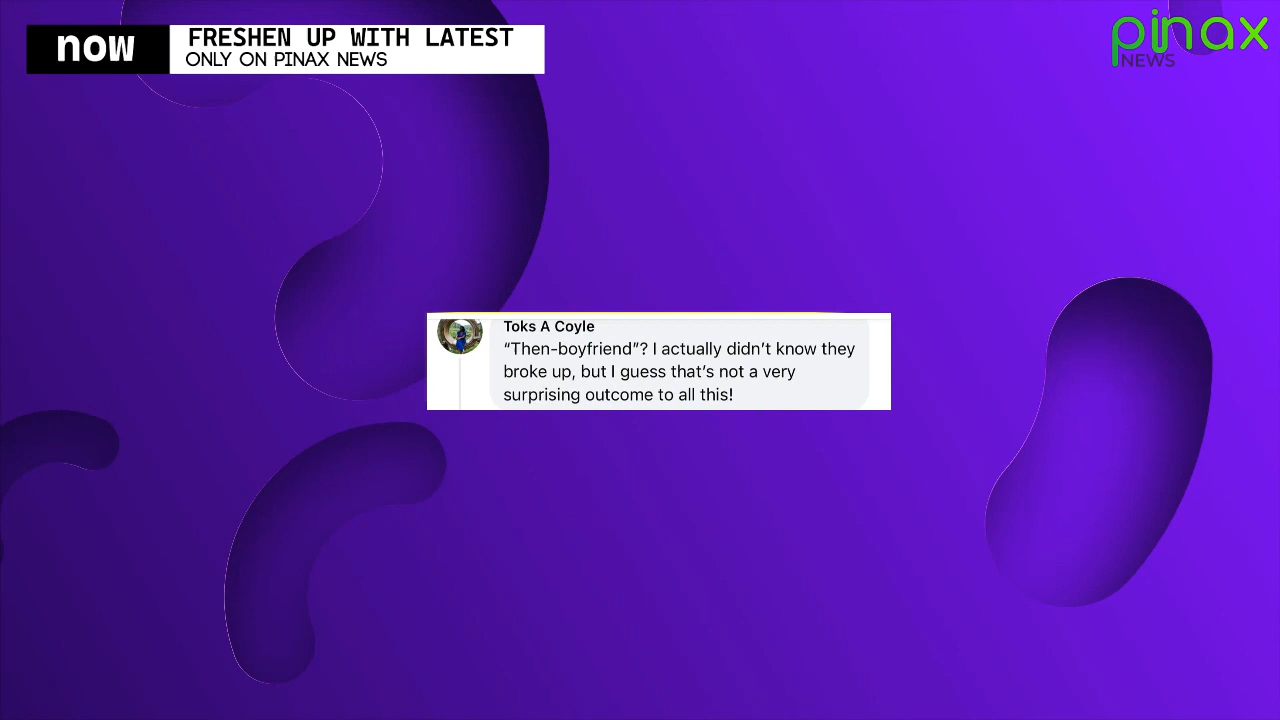 now
FRESHEN UP WITH LATEST
ONLY ON PINAX NEWS
pinax
NEWS
Toks A Coyle
“Then-boyfriend”? I actually didn’t know they
broke up, but I guess that’s not a very
surprising outcome to all this!